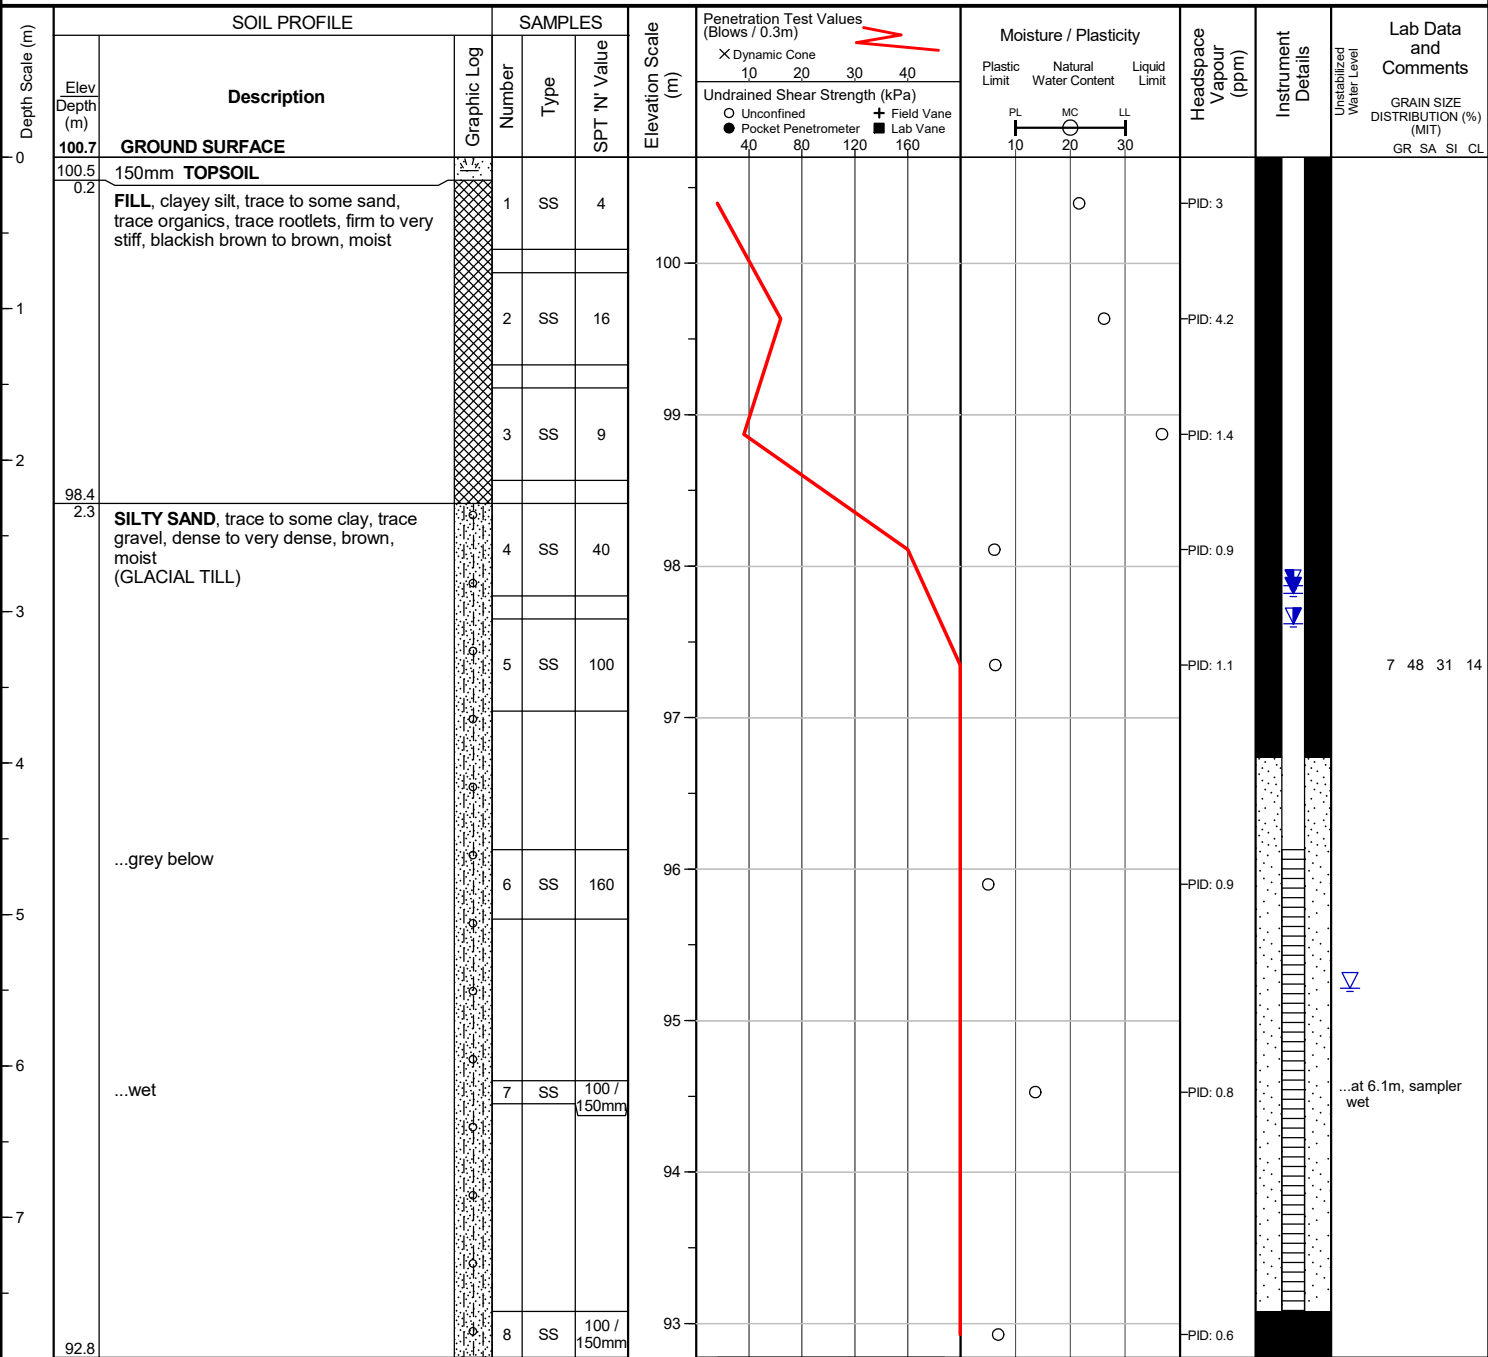 SOIL PROFILE
SAMPLES
Depth Scale (m)
Elev
Depth
(m)
Description
Graphic Log
Number
Type
SPT 'N' Value
Elevation Scale
(m)
Penetration Test Values
(Blows / 0.3m)
Dynamic Cone
10 20 30 40
Undrained Shear Strength (kPa)
Unconfined
Field Vane
Pocket Penetrometer
Lab Vane
40 80 120 160
Moisture / Plasticity
Plastic
Limit
Natural
Water Content
Liquid
Limit
PL MC LL
10 20 30
Headspace
Vapour
(ppm)
Instrument
Details
Unstabilized
Water Level
Lab Data
and
Comments
GRAIN SIZE
DISTRIBUTION (%)
(MIT)
GR SA SI CL
100.7 GROUND SURFACE
0
100.5 150mm TOPSOIL
0.2
FILL, clayey silt, trace to some sand,
trace organics, trace rootlets, firm to very
stiff, blackish brown to brown, moist
1 SS 4
PID: 3
100
1
2 SS 16
PID: 4.2
99
3 SS 9
PID: 1.4
2
98.4
2.3
SILTY SAND, trace to some clay, trace
gravel, dense to very dense, brown,
moist
(GLACIAL TILL)
4 SS 40
PID: 0.9
98
3
5 SS 100
PID: 1.1
7 48 31 14
97
4
...grey below
96
6 SS 160
PID: 0.9
5
95
6
...wet
7 SS 100 /
150mm
PID: 0.8
...at 6.1m, sampler
wet
94
7
93
8 SS 100 /
150mm
PID: 0.6
92.8